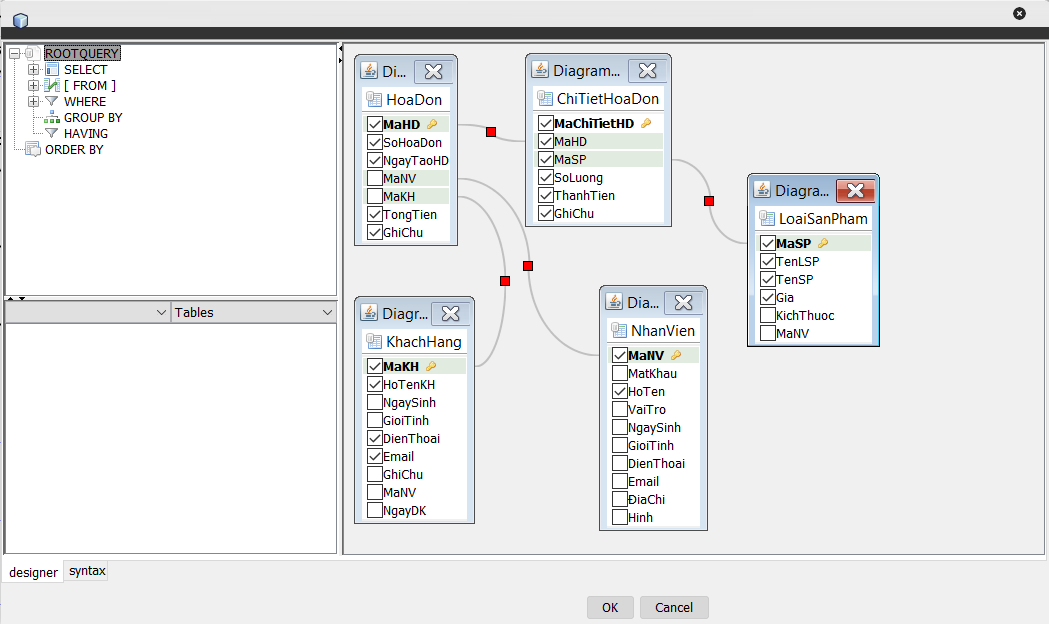 ROOTQUERY
SELECT
[ FROM ]
WHERE
GROUP BY
HAVING
ORDER BY
Tables
Di...
HoaDon
MaHD
SoHoaDon
NgayTaoHD
MaNV
MaKH
TongTien
GhiChu
Diagram...
ChiTietHoaDon
MaChiTietHD
MaHD
MaSP
SoLuong
ThanhTien
GhiChu
Diagra...
LoaiSanPham
MaSP
TenLSP
TenSP
Gia
KichThuoc
MaNV
Diagr...
KhachHang
MaKH
HoTenKH
NgaySinh
GioiTinh
DienThoai
Email
GhiChu
MaNV
NgayDK
Dia...
NhanVien
MaNV
MatKhau
HoTen
VaiTro
NgaySinh
GioiTinh
DienThoai
Email
ĐiaChi
Hinh
designer
syntax
OK
Cancel